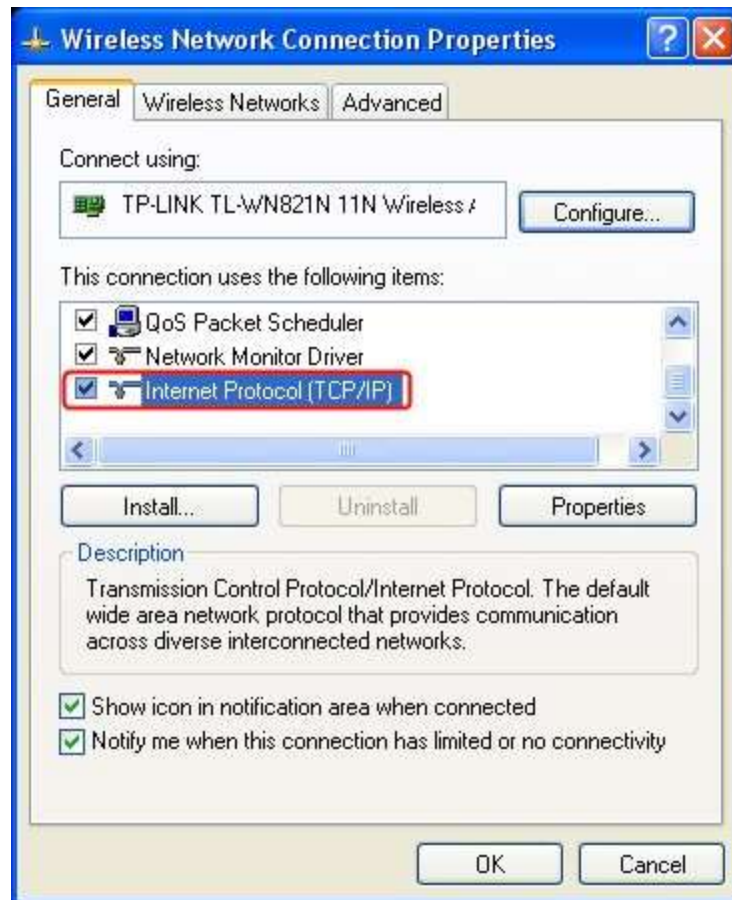 Wireless Network Connection Properties
General Wireless Networks Advanced
Connect using:
TP-LINK TL-WN821N 11N Wireless A
Configure...
This connection uses the following items:
QoS Packet Scheduler
Network Monitor Driver
Internet Protocol (TCP/IP)
Install... Uninstall Properties
Description
Transmission Control Protocol/Internet Protocol. The default
wide area network protocol that provides communication
across diverse interconnected networks.
Show icon in notification area when connected
Notify me when this connection has limited or no connectivity
OK Cancel